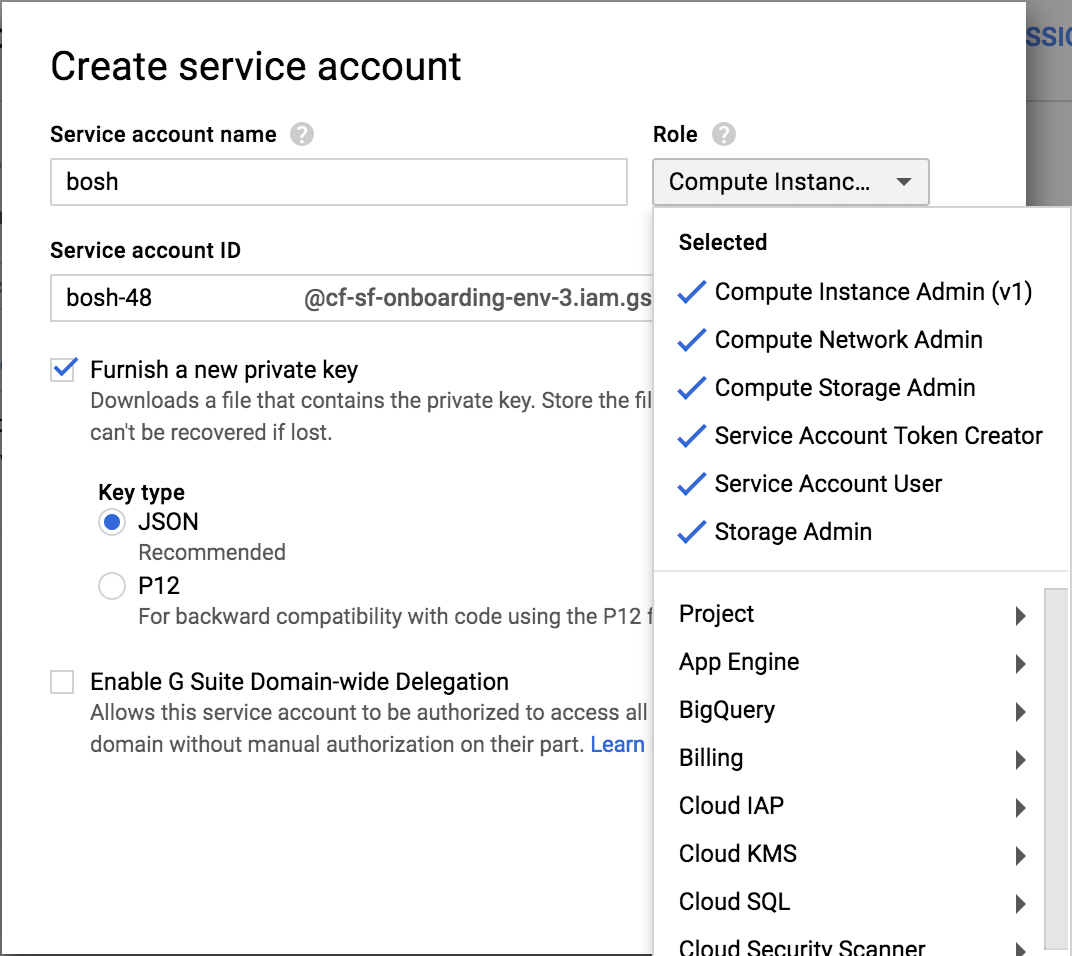 Create service account
Service account name
Role
bosh
Compute Instanc...
Service account ID
bosh-48
@cf-sf-onboarding-env-3.iam.gs
Furnish a new private key
Downloads a file that contains the private key. Store the fil
can't be recovered if lost.
Key type
JSON
Recommended
P12
For backward compatibility with code using the P12 f
Enable G Suite Domain-wide Delegation
Allows this service account to be authorized to access all
domain without manual authorization on their part. Learn
Selected
Compute Instance Admin (v1)
Compute Network Admin
Compute Storage Admin
Service Account Token Creator
Service Account User
Storage Admin
Project
App Engine
BigQuery
Billing
Cloud IAP
Cloud KMS
Cloud SQL
Cloud Security Scanner